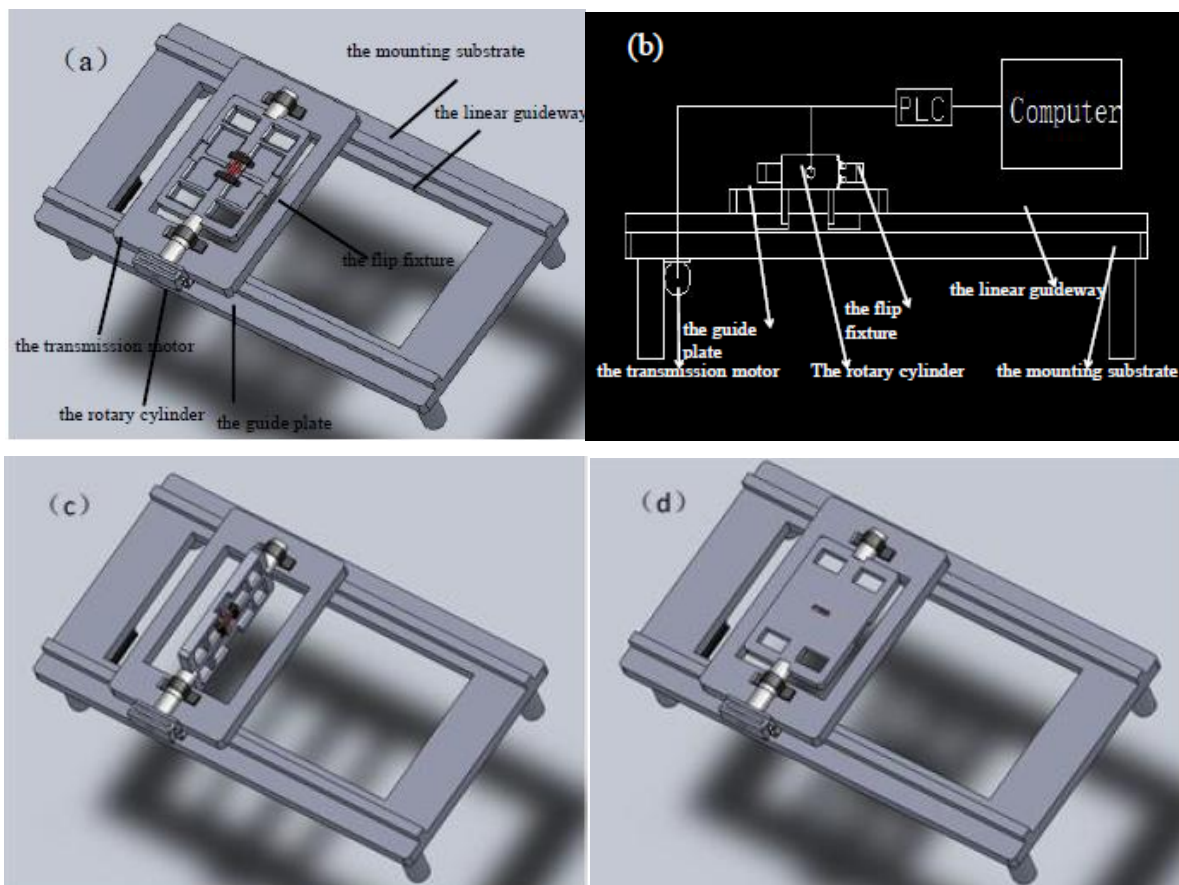 (a)
the mounting substrate
the linear guideway
the flip fixture
the transmission motor
the rotary cylinder
the guide plate
(b)
PLC
Computer
the linear guideway
the flip
fixture
the guide
plate
the transmission motor
The rotary cylinder
the mounting substrate
(c)
(d)